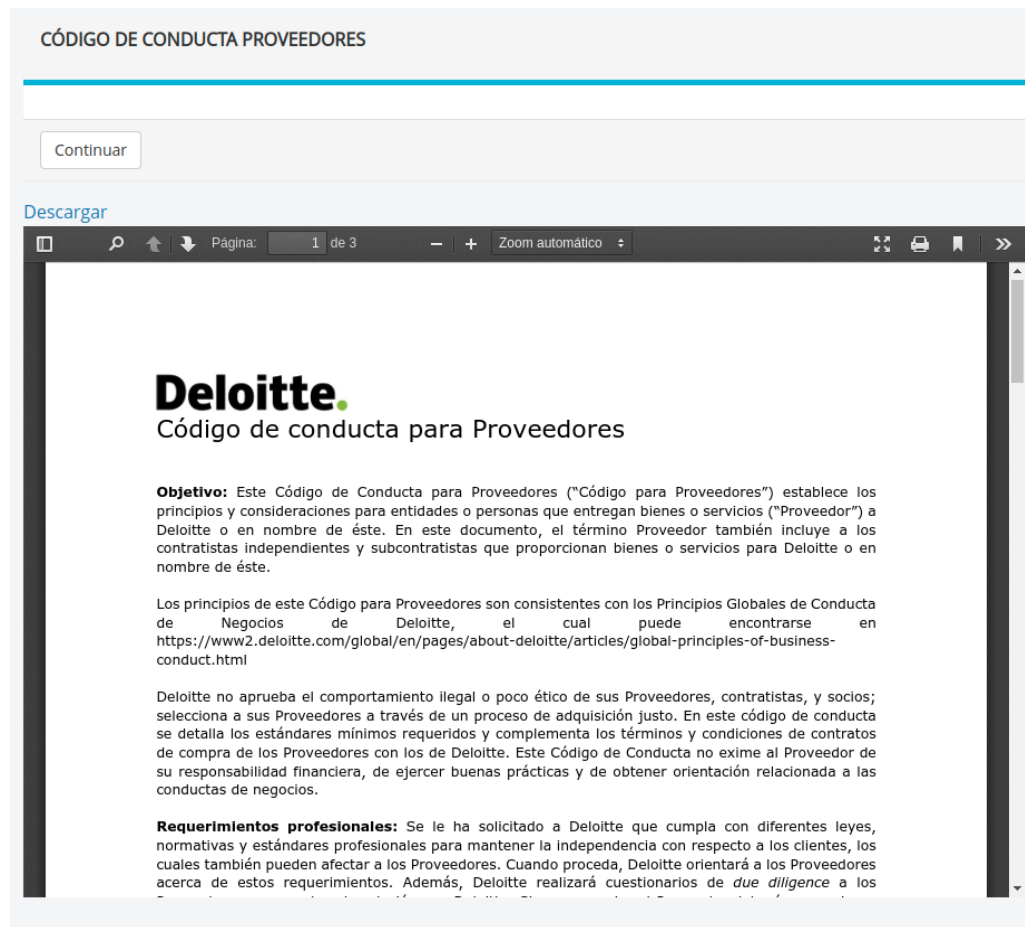 CÓDIGO DE CONDUCTA PROVEEDORES
Continuar
Descargar
Página: 1 de 3 Zoom automático
Deloitte.
Código de conducta para Proveedores
Objetivo: Este Código de Conducta para Proveedores (“Código para Proveedores”) establece los
principios y consideraciones para entidades o personas que entregan bienes o servicios (“Proveedor”) a
Deloitte o en nombre de éste. En este documento, el término Proveedor también incluye a los
contratistas independientes y subcontratistas que proporcionan bienes o servicios para Deloitte o en
nombre de éste.
Los principios de este Código para Proveedores son consistentes con los Principios Globales de Conducta
de Negocios de Deloitte, el cual puede encontrarse en
https://www2.deloitte.com/global/en/pages/about-deloitte/articles/global-principles-of-business-
conduct.html
Deloitte no aprueba el comportamiento ilegal o poco ético de sus Proveedores, contratistas, y socios;
selecciona a sus Proveedores a través de un proceso de adquisición justo. En este código de conducta
se detalla los estándares mínimos requeridos y complementa los términos y condiciones de contratos
de compra de los Proveedores con los de Deloitte. Este Código de Conducta no exime al Proveedor de
su responsabilidad financiera, de ejercer buenas prácticas y de obtener orientación relacionada a las
conductas de negocios.
Requerimientos profesionales: Se le ha solicitado a Deloitte que cumpla con diferentes leyes,
normativas y estándares profesionales para mantener la independencia con respecto a los clientes, los
cuales también pueden afectar a los Proveedores. Cuando proceda, Deloitte orientará a los Proveedores
acerca de estos requerimientos. Además, Deloitte realizará cuestionarios de due diligence a los